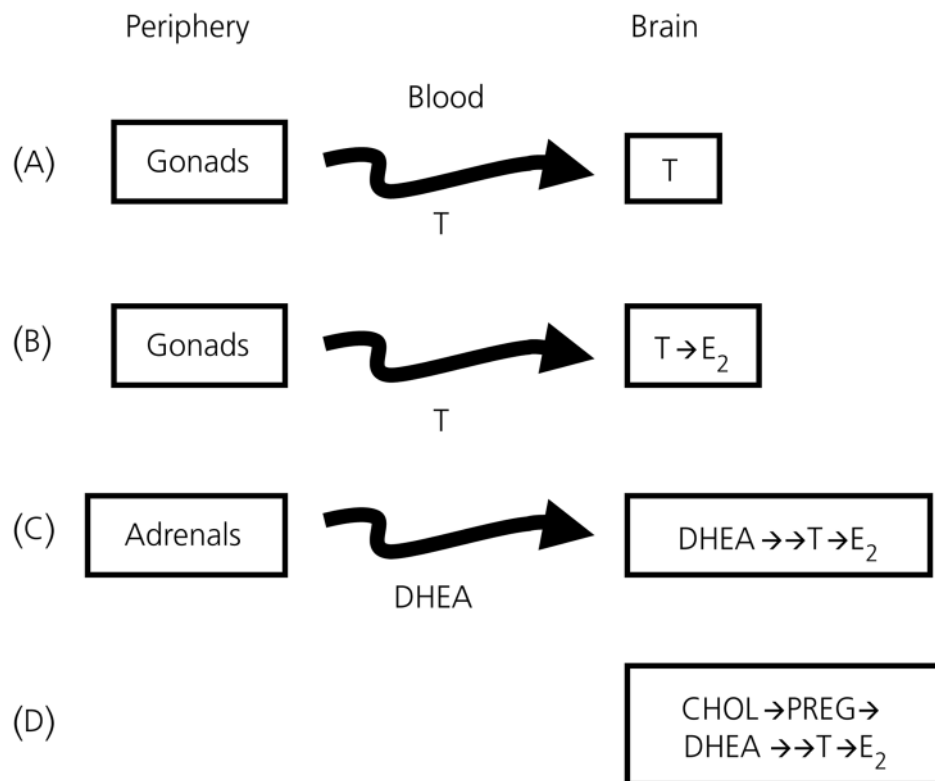 Periphery Brain
Blood
(A) Gonads T
T
(B) Gonads T→E₂
T
(C) Adrenals DHEA→→T→E₂
DHEA
(D) CHOL→PREG→
DHEA→→T→E₂